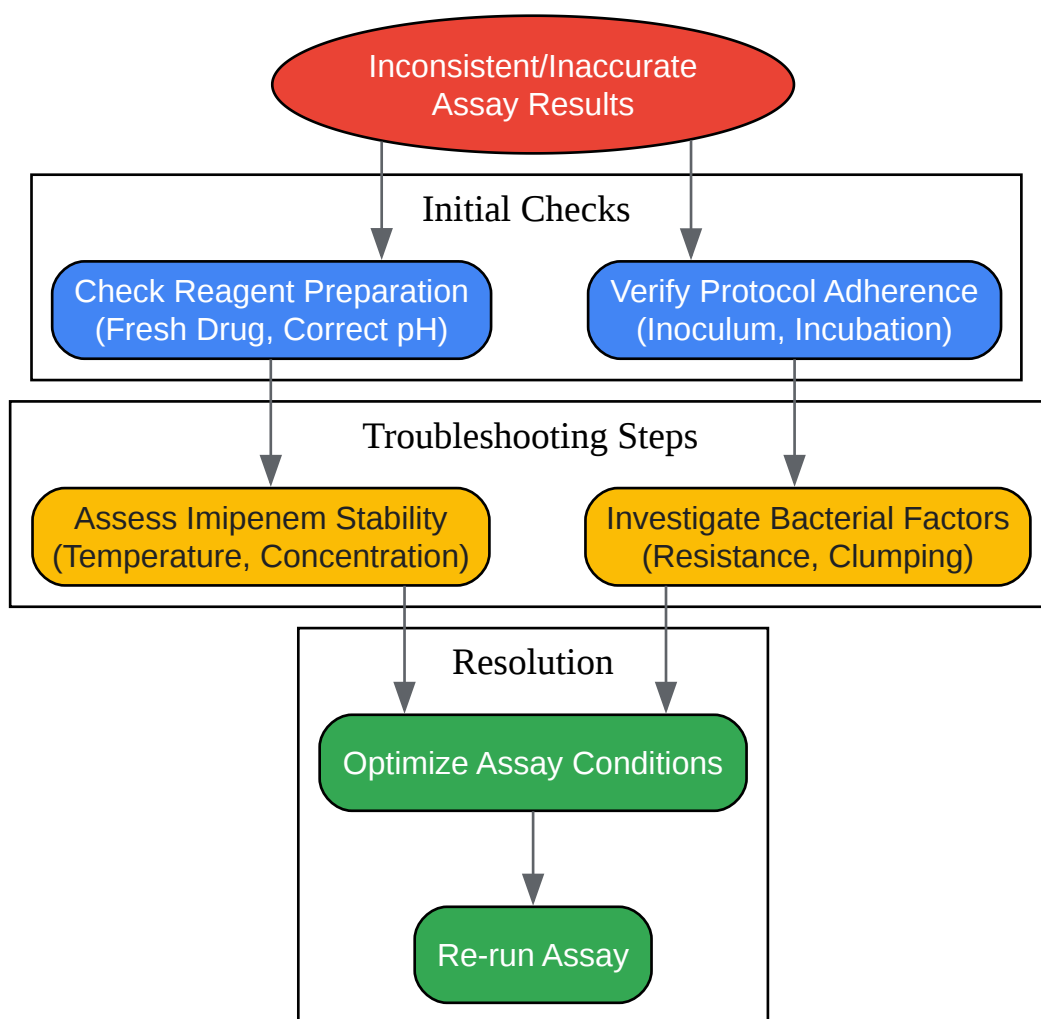 Inconsistent/Inaccurate
Assay Results
Initial Checks
Check Reagent Preparation
(Fresh Drug, Correct pH)
Verify Protocol Adherence
(Inoculum, Incubation)
Troubleshooting Steps
Assess Imipenem Stability
(Temperature, Concentration)
Investigate Bacterial Factors
(Resistance, Clumping)
Resolution
Optimize Assay Conditions
Re-run Assay